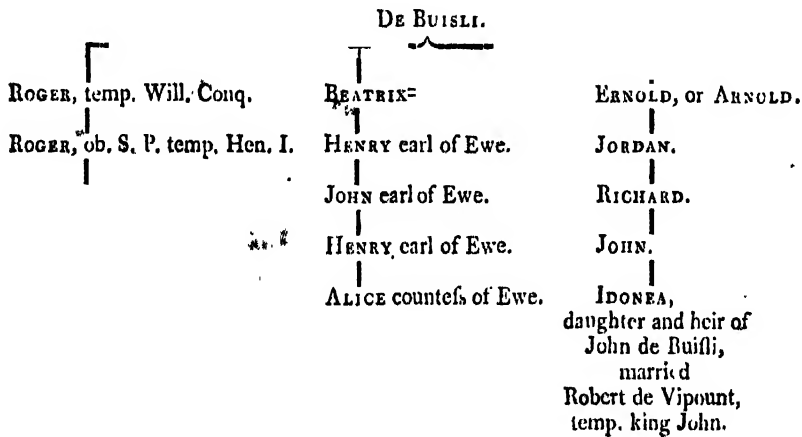 DE BUISLI.
ROGER, temp. Will. Conq. BEATRIX= ERNOLD, or ARNOLD.
ROGER, ob. S. P. temp. Hen. I. HENRY earl of Ewe. JORDAN.
JOHN earl of Ewe. RICHARD.
HENRY, earl of Ewe. JOHN.
ALICE counteſs of Ewe. IDONEA,
daughter and heir of
John de Buiſli,
married
Robert de Vipount,
temp. king John.